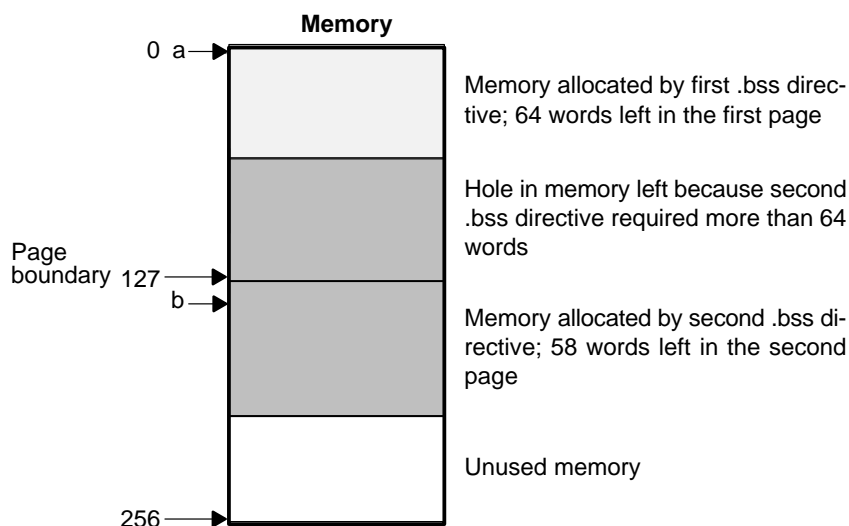 Memory
0 a
Memory allocated by first .bss direc-
tive; 64 words left in the first page
Hole in memory left because second
.bss directive required more than 64
words
Page
boundary 127
b
Memory allocated by second .bss di-
rective; 58 words left in the second
page
Unused memory
256